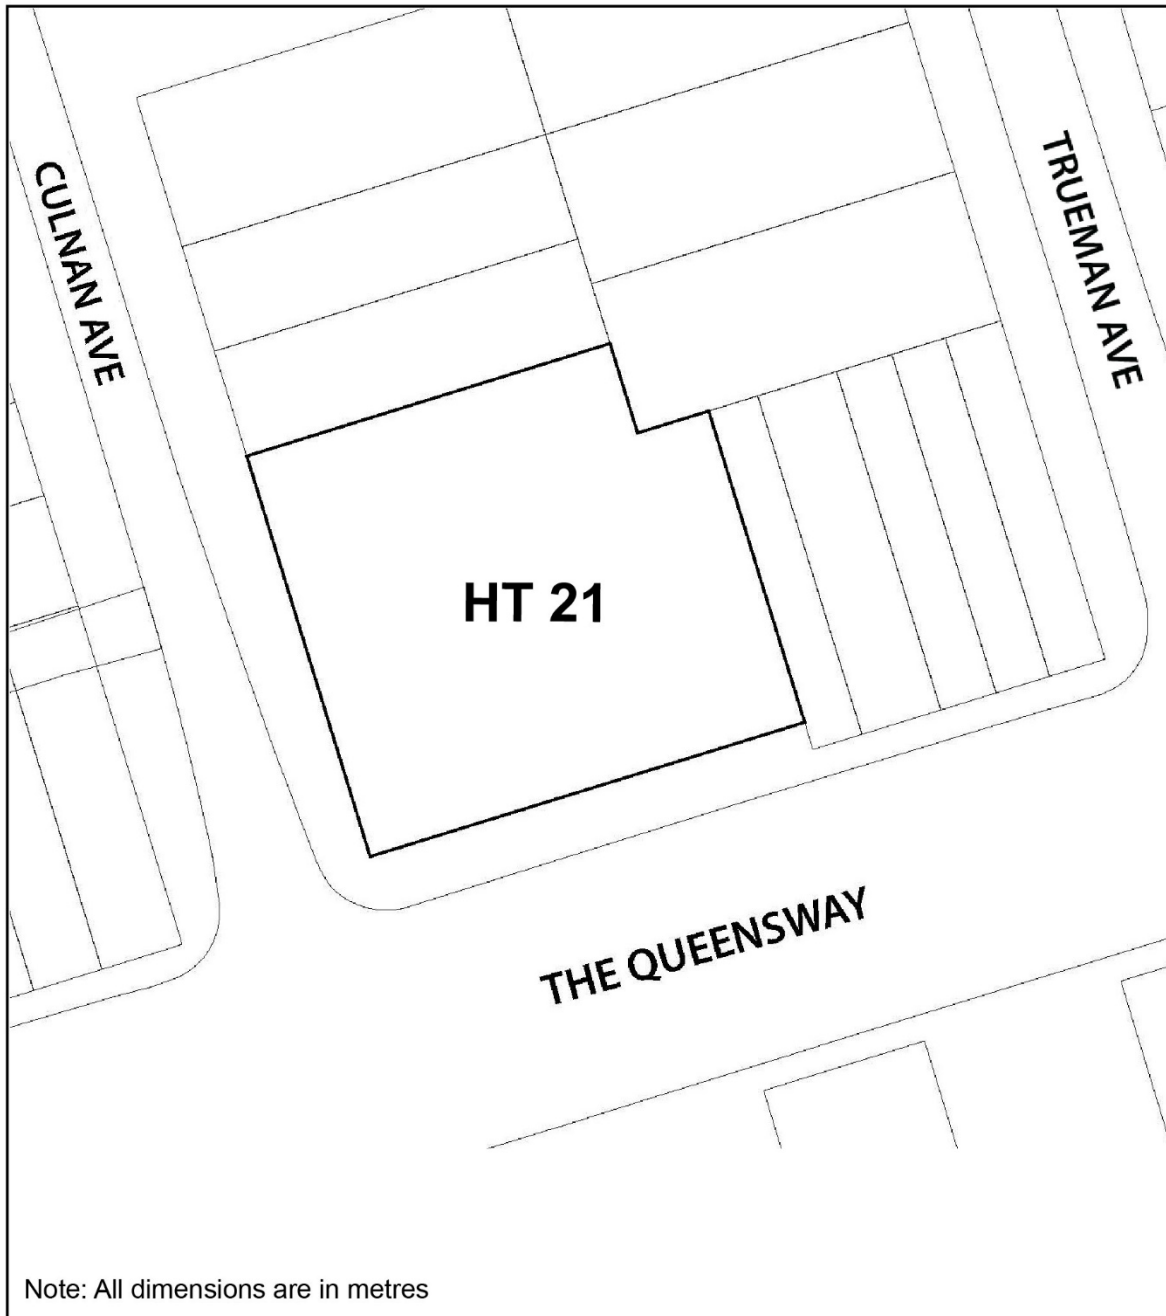 CULNAN AVE
TRUEMAN AVE
HT 21
THE QUEENSWAY
Note: All dimensions are in metres